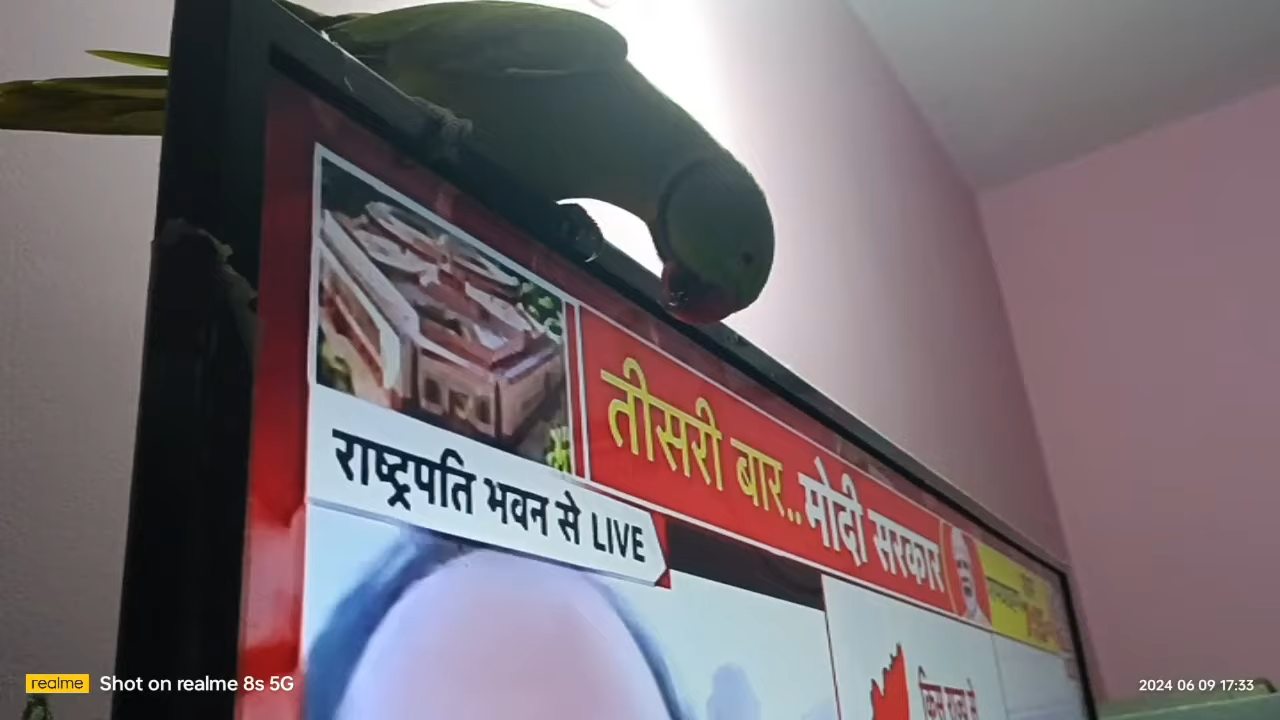 तीसरी बार..मोदी सरकार
राष्ट्रपति भवन से LIVE
किस राज्य से
realme Shot on realme 8s 5G
2024 06 09 17:33